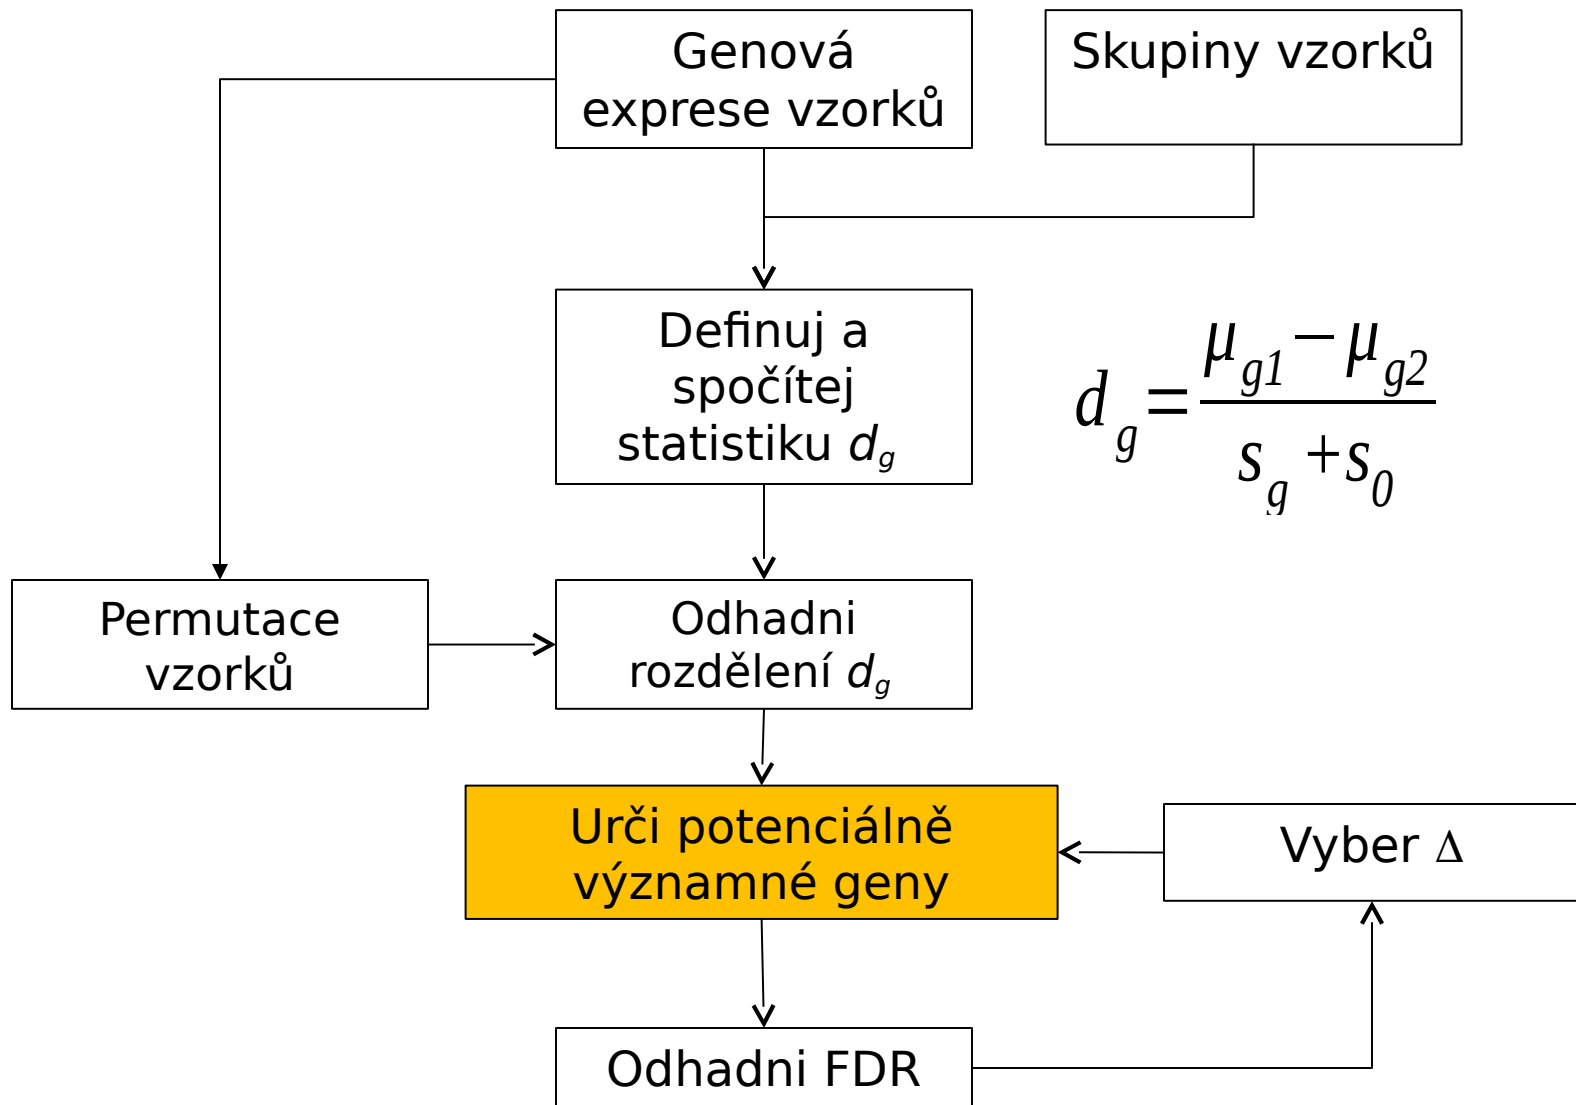 Genová
exprese vzorků
Skupiny vzorků
Definuj a
spočítej
statistiku d_g
d_g = (μ_g1 − μ_g2) / (s_g + s_0)
Permutace
vzorků
Odhadni
rozdělení d_g
Urči potenciálně
významné geny
Vyber Δ
Odhadni FDR